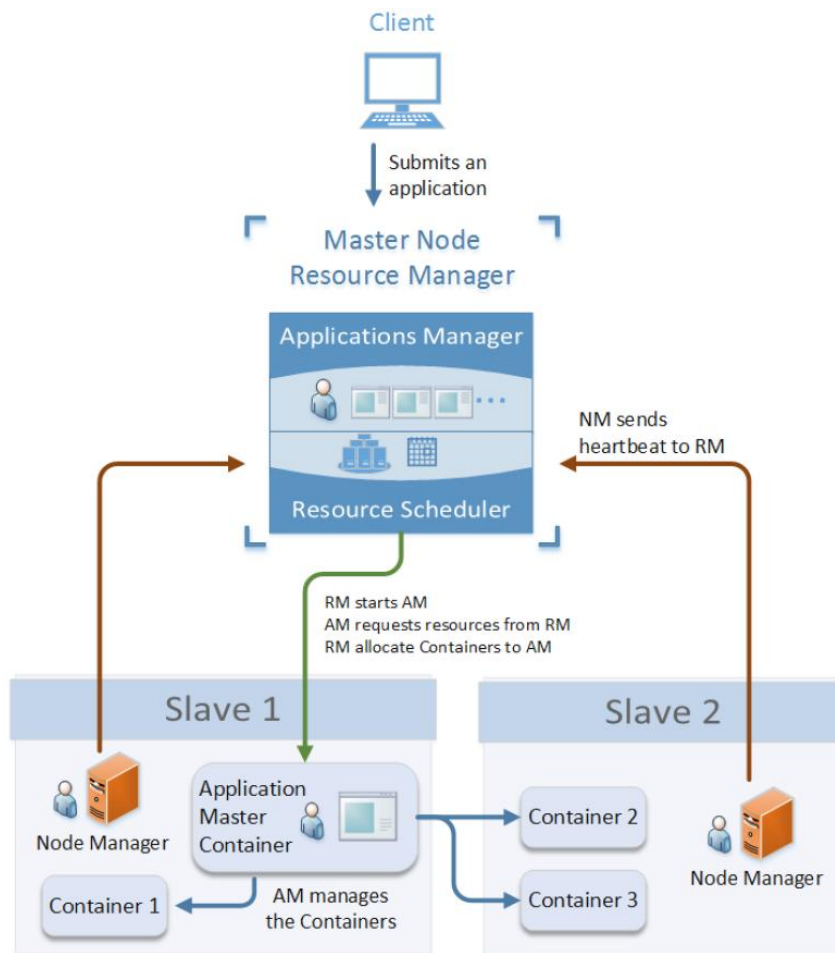 Client
Submits an
application
Master Node
Resource Manager
Applications Manager
Resource Scheduler
NM sends
heartbeat to RM
RM starts AM
AM requests resources from RM
RM allocate Containers to AM
Slave 1
Node Manager
Application
Master
Container
Container 1
AM manages
the Containers
Slave 2
Container 2
Container 3
Node Manager